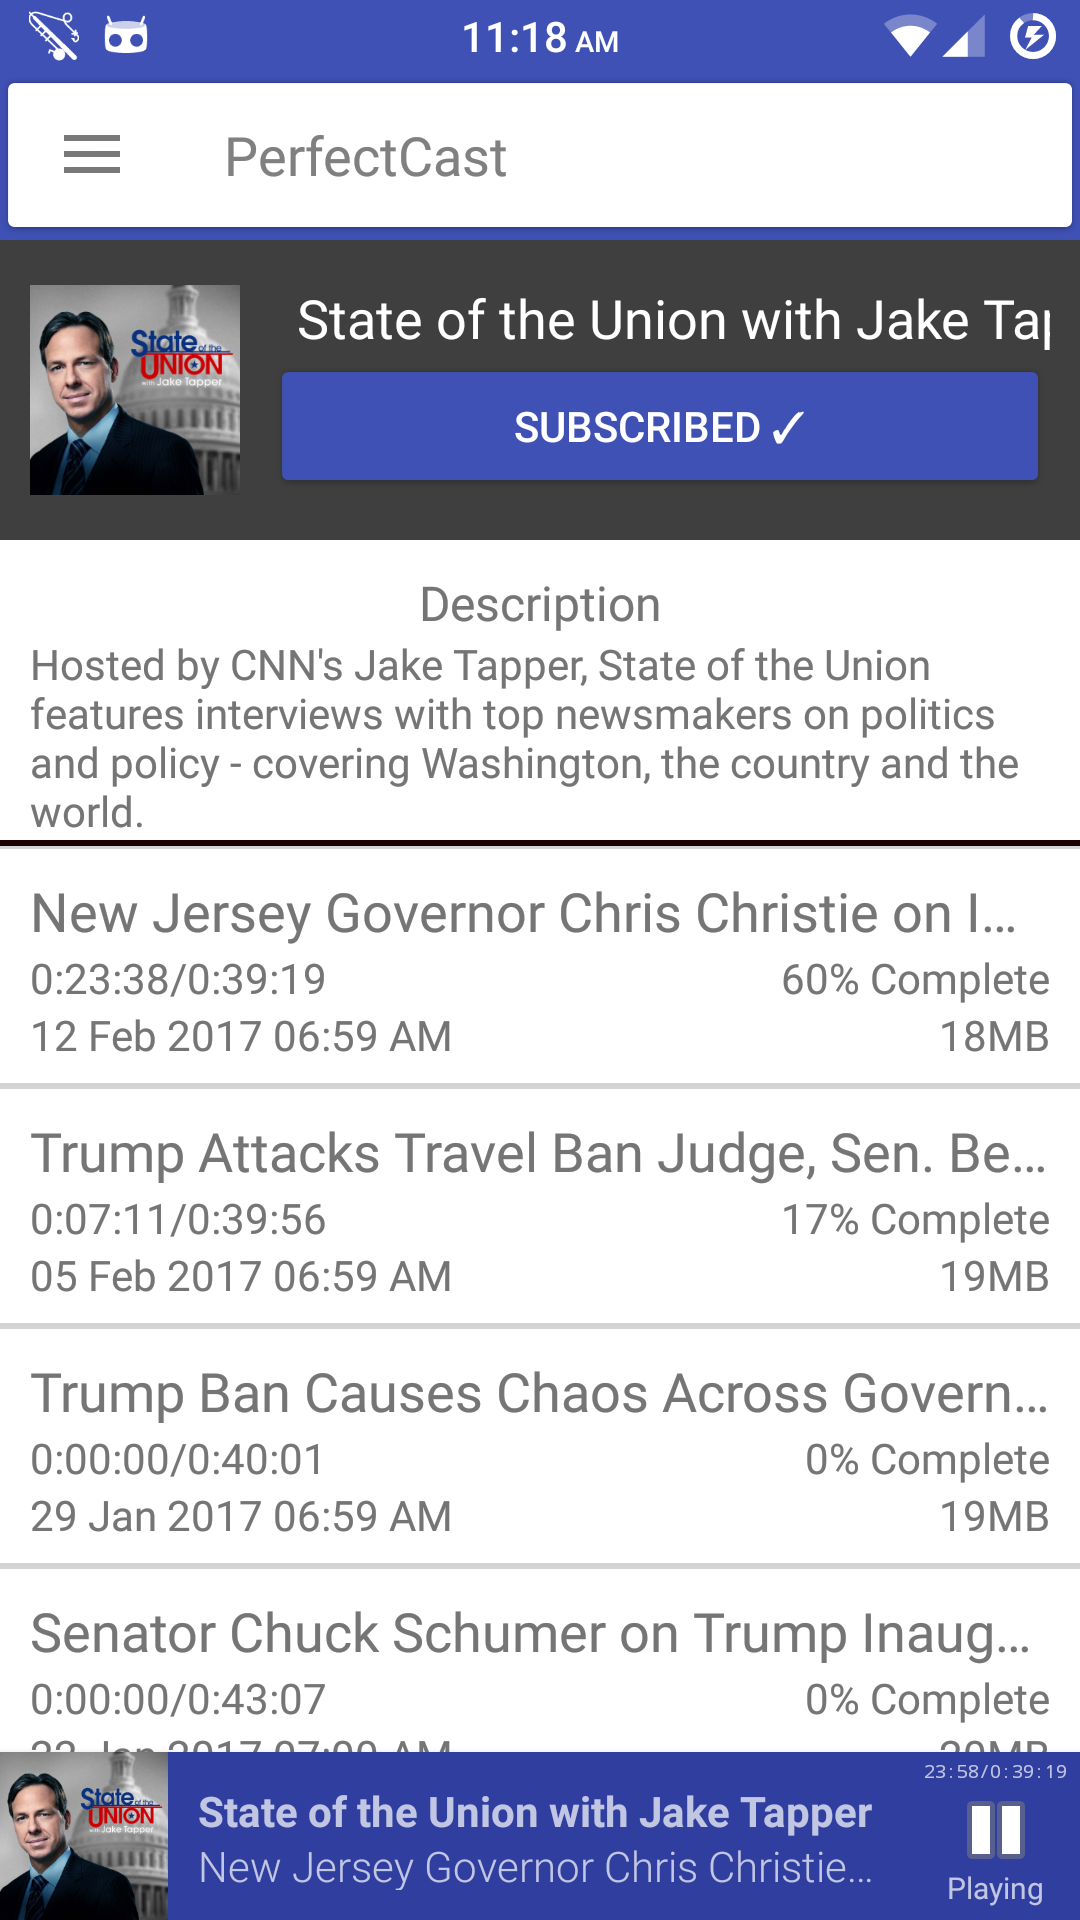 11:18 AM
PerfectCast
State of the Union with Jake Tap
State of the
UNION
with Jake Tapper
SUBSCRIBED ✓
Description
Hosted by CNN's Jake Tapper, State of the Union
features interviews with top newsmakers on politics
and policy - covering Washington, the country and the
world.
New Jersey Governor Chris Christie on I...
0:23:38/0:39:19 60% Complete
12 Feb 2017 06:59 AM 18MB
Trump Attacks Travel Ban Judge, Sen. Be...
0:07:11/0:39:56 17% Complete
05 Feb 2017 06:59 AM 19MB
Trump Ban Causes Chaos Across Govern...
0:00:00/0:40:01 0% Complete
29 Jan 2017 06:59 AM 19MB
Senator Chuck Schumer on Trump Inaug...
0:00:00/0:43:07 0% Complete
Jan 2017 07:00 AM 20MB
State of the
UNION
with Jake Tapper
State of the Union with Jake Tapper
New Jersey Governor Chris Christie...
23:58/0:39:19
Playing